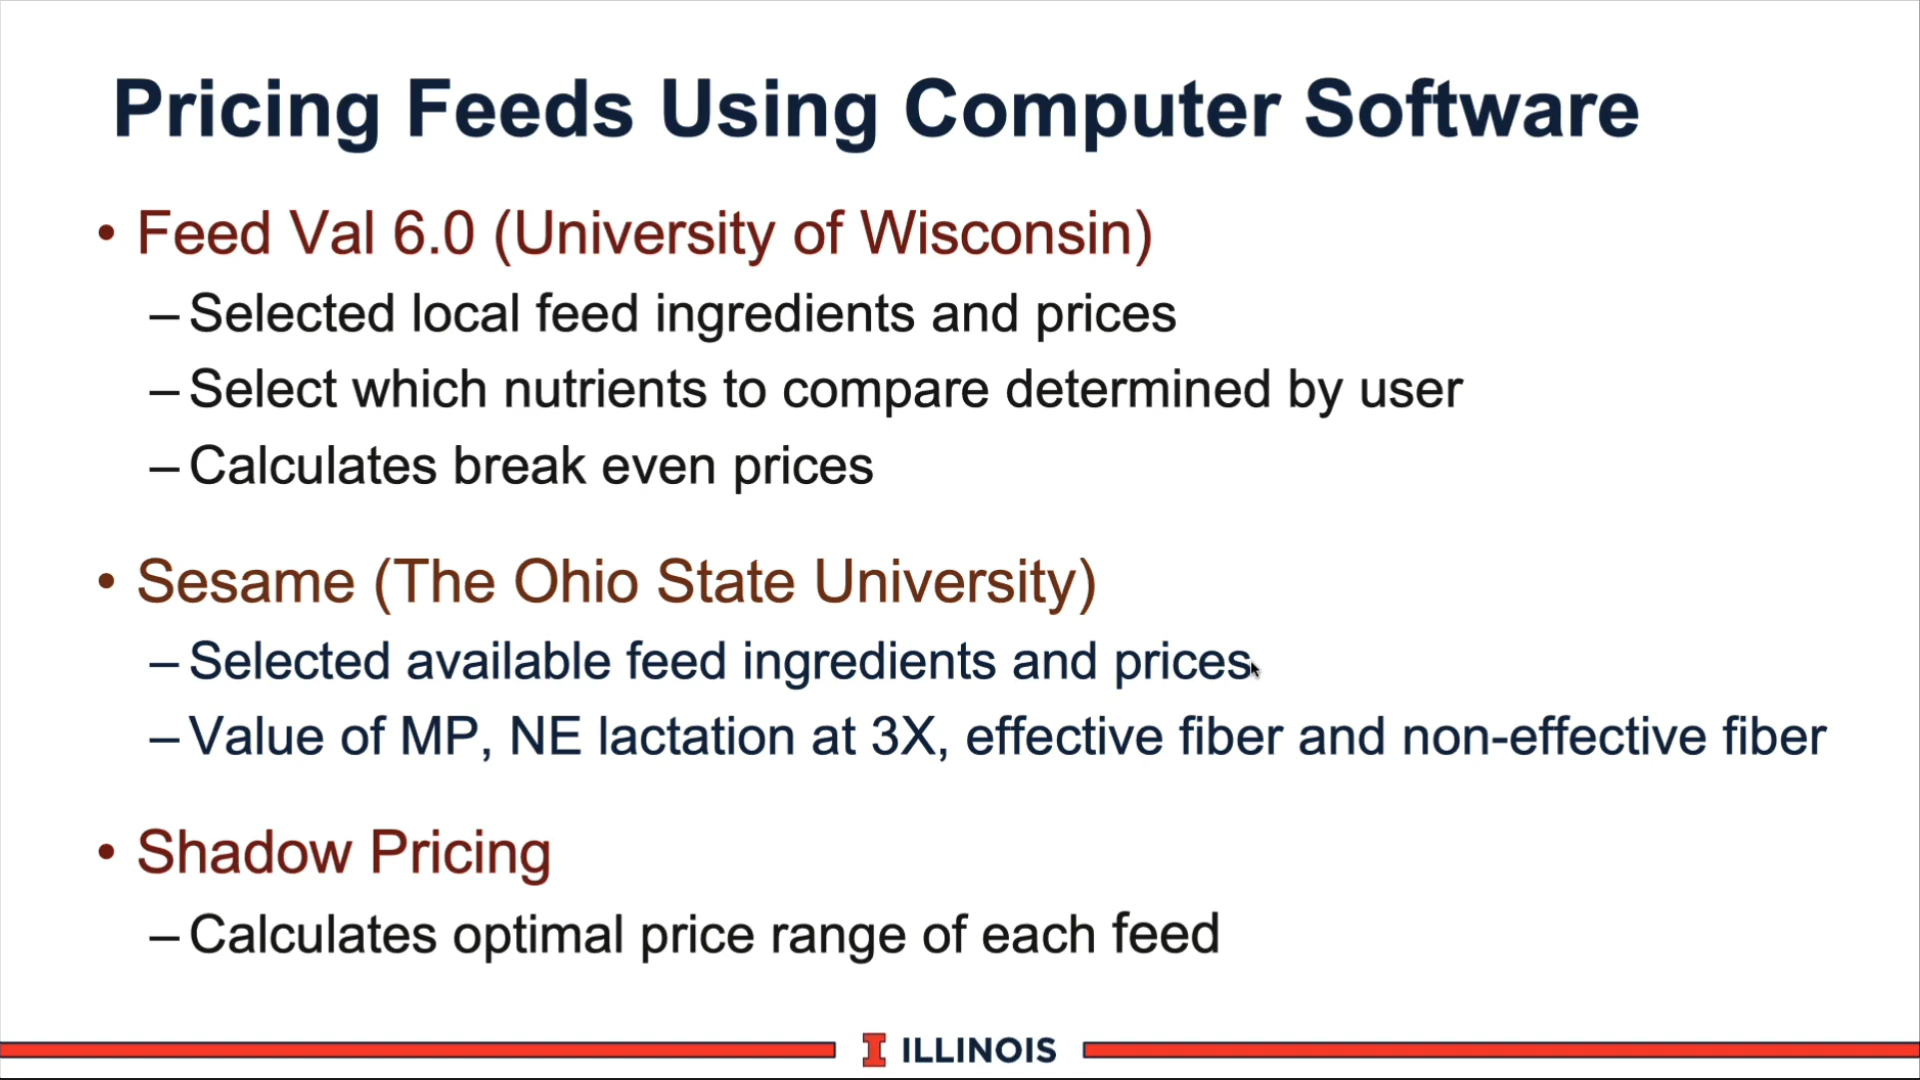 Pricing Feeds Using Computer Software
• Feed Val 6.0 (University of Wisconsin)
– Selected local feed ingredients and prices
– Select which nutrients to compare determined by user
– Calculates break even prices
• Sesame (The Ohio State University)
– Selected available feed ingredients and prices
– Value of MP, NE lactation at 3X, effective fiber and non-effective fiber
• Shadow Pricing
– Calculates optimal price range of each feed
I ILLINOIS